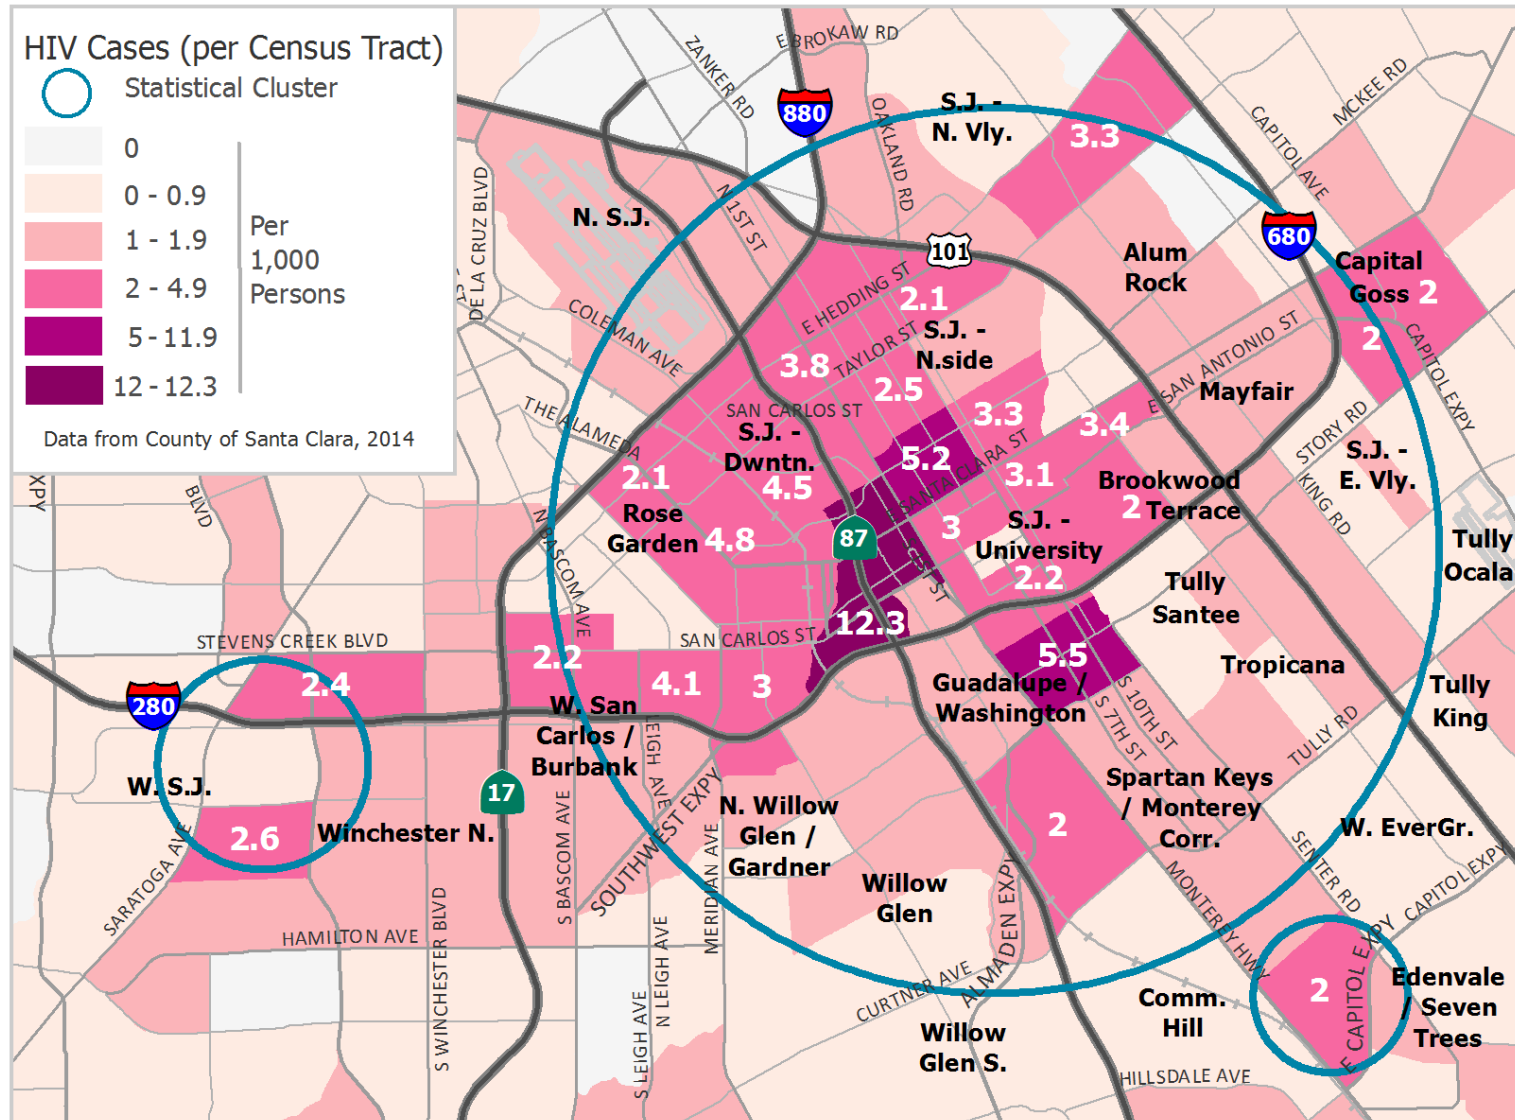 HIV Cases (per Census Tract)
Statistical Cluster
0
0 - 0.9
1 - 1.9
2 - 4.9
5 - 11.9
12 - 12.3
Per
1,000
Persons
Data from County of Santa Clara, 2014
E BROKAW RD
ZANKER RD
880
OAKLAND RD
S.J. -
N. Vly.
3.3
MCKEE RD
CAPITOL AVE
DE LA CRUZ BLVD
N. S.J.
N 1ST ST
101
680
Alum
Rock
Capital
Goss
2
2
CAPITOL EXPY
COLEMAN AVE
E HEDDING ST
2.1
TAYLOR ST
S.J. -
N.side
3.8
2.5
E SAN ANTONIO ST
Mayfair
THE ALAMEDA
SAN CARLOS ST
S.J. -
Dwntn.
3.3
3.4
STORY RD
S.J. -
E. Vly.
KING RD
EXPY
BLVD
2.1
Rose
Garden
4.5
4.8
5.2
SANTA CLARA ST
3.1
Brookwood
Terrace
2
N BASCOM AVE
87
3
S.J. -
University
2.2
Tully
Ocala
Tully
Santee
STEVENS CREEK BLVD
SAN CARLOS ST
12.3
5.5
Tropicana
280
2.4
2.2
4.1
3
Guadalupe /
Washington
S 10TH ST
S 7TH ST
Tully
King
TULLY RD
W. San
Carlos /
Burbank
LEIGH AVE
W. S.J.
17
SOUTHWEST EXPY
N. Willow
Glen /
Gardner
2
Spartan Keys
/ Monterey
Corr.
W. EverGr.
2.6
Winchester N.
SARATOGA AVE
S BASCOM AVE
MERIDIAN AVE
Willow
Glen
ALMADEN EXPY
MONTEREY HWY
SENTER RD
CAPITOL EXPY
HAMILTON AVE
S WINCHESTER BLVD
N LEIGH AVE
S LEIGH AVE
CURTNER AVE
Willow
Glen S.
Comm.
Hill
2
E CAPITOL EXPY
Edenvale
/ Seven
Trees
HILLSDALE AVE